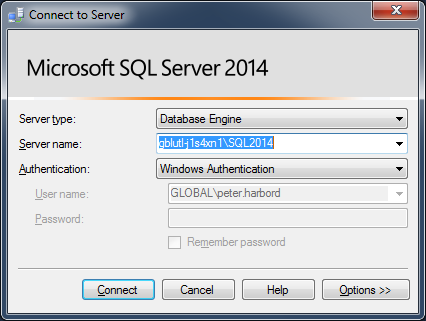 Connect to Server
Microsoft SQL Server 2014
Server type: Database Engine
Server name: gblutl-j1s4xn1\SQL2014
Authentication: Windows Authentication
User name: GLOBAL\peter.harbord
Password:
Remember password
Connect Cancel Help Options >>